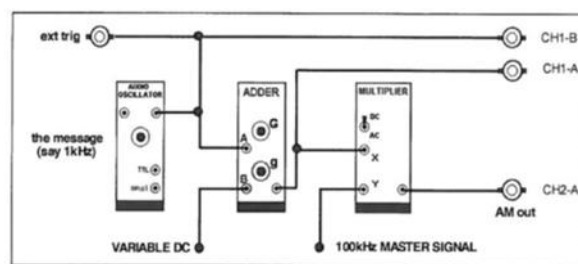 ext trig
CH1-B
CH1-A
AUDIO
OSCILLATOR
ADDER
MULTIPLIER
G
DC
AC
the message
(say 1kHz)
A
X
g
TTL
B
Y
CH2-A
AM out
VARIABLE DC
100kHz MASTER SIGNAL